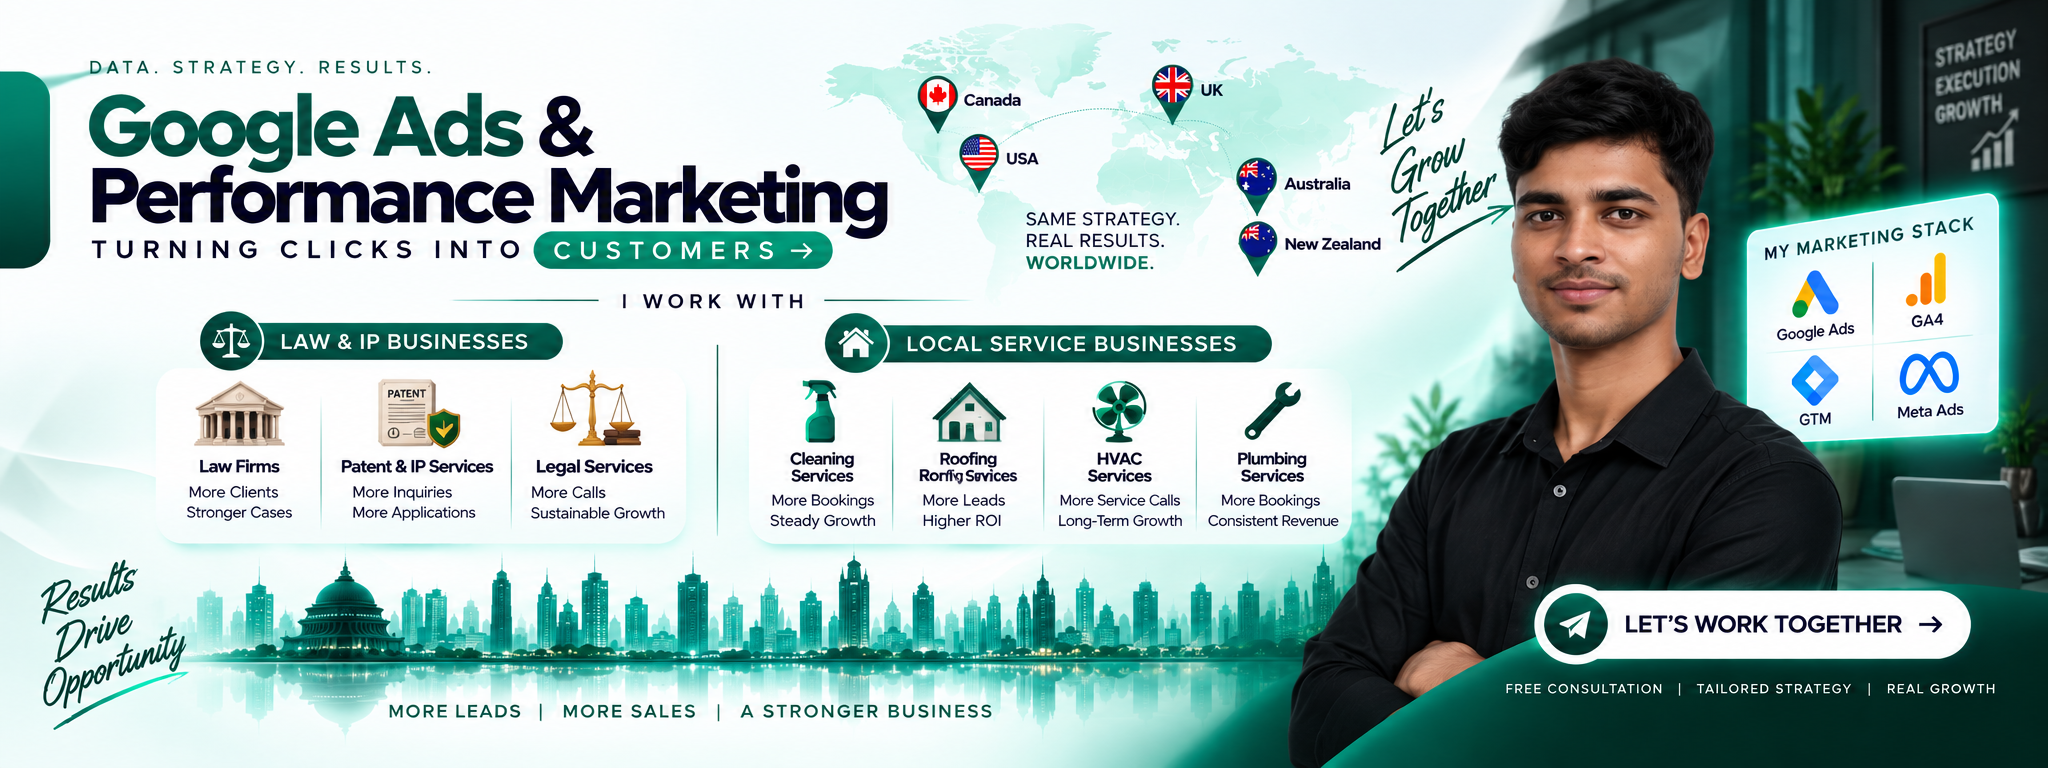 DATA. STRATEGY. RESULTS.
Google Ads &
Performance Marketing
TURNING CLICKS INTO CUSTOMERS →
Canada
USA
UK
Australia
New Zealand
SAME STRATEGY.
REAL RESULTS.
WORLDWIDE.
Let's
Grow
Together
STRATEGY
EXECUTION
GROWTH
MY MARKETING STACK
Google Ads
GA4
GTM
Meta Ads
I WORK WITH
LAW & IP BUSINESSES
PATENT
Law Firms
More Clients
Stronger Cases
Patent & IP Services
More Inquiries
More Applications
Legal Services
More Calls
Sustainable Growth
LOCAL SERVICE BUSINESSES
Cleaning
Services
More Bookings
Steady Growth
Roofing
More Leads
Higher ROI
HVAC
Services
More Service Calls
Long-Term Growth
Plumbing
Services
More Bookings
Consistent Revenue
Results
Drive
Opportunity
MORE LEADS | MORE SALES | A STRONGER BUSINESS
LET'S WORK TOGETHER →
FREE CONSULTATION | TAILORED STRATEGY | REAL GROWTH